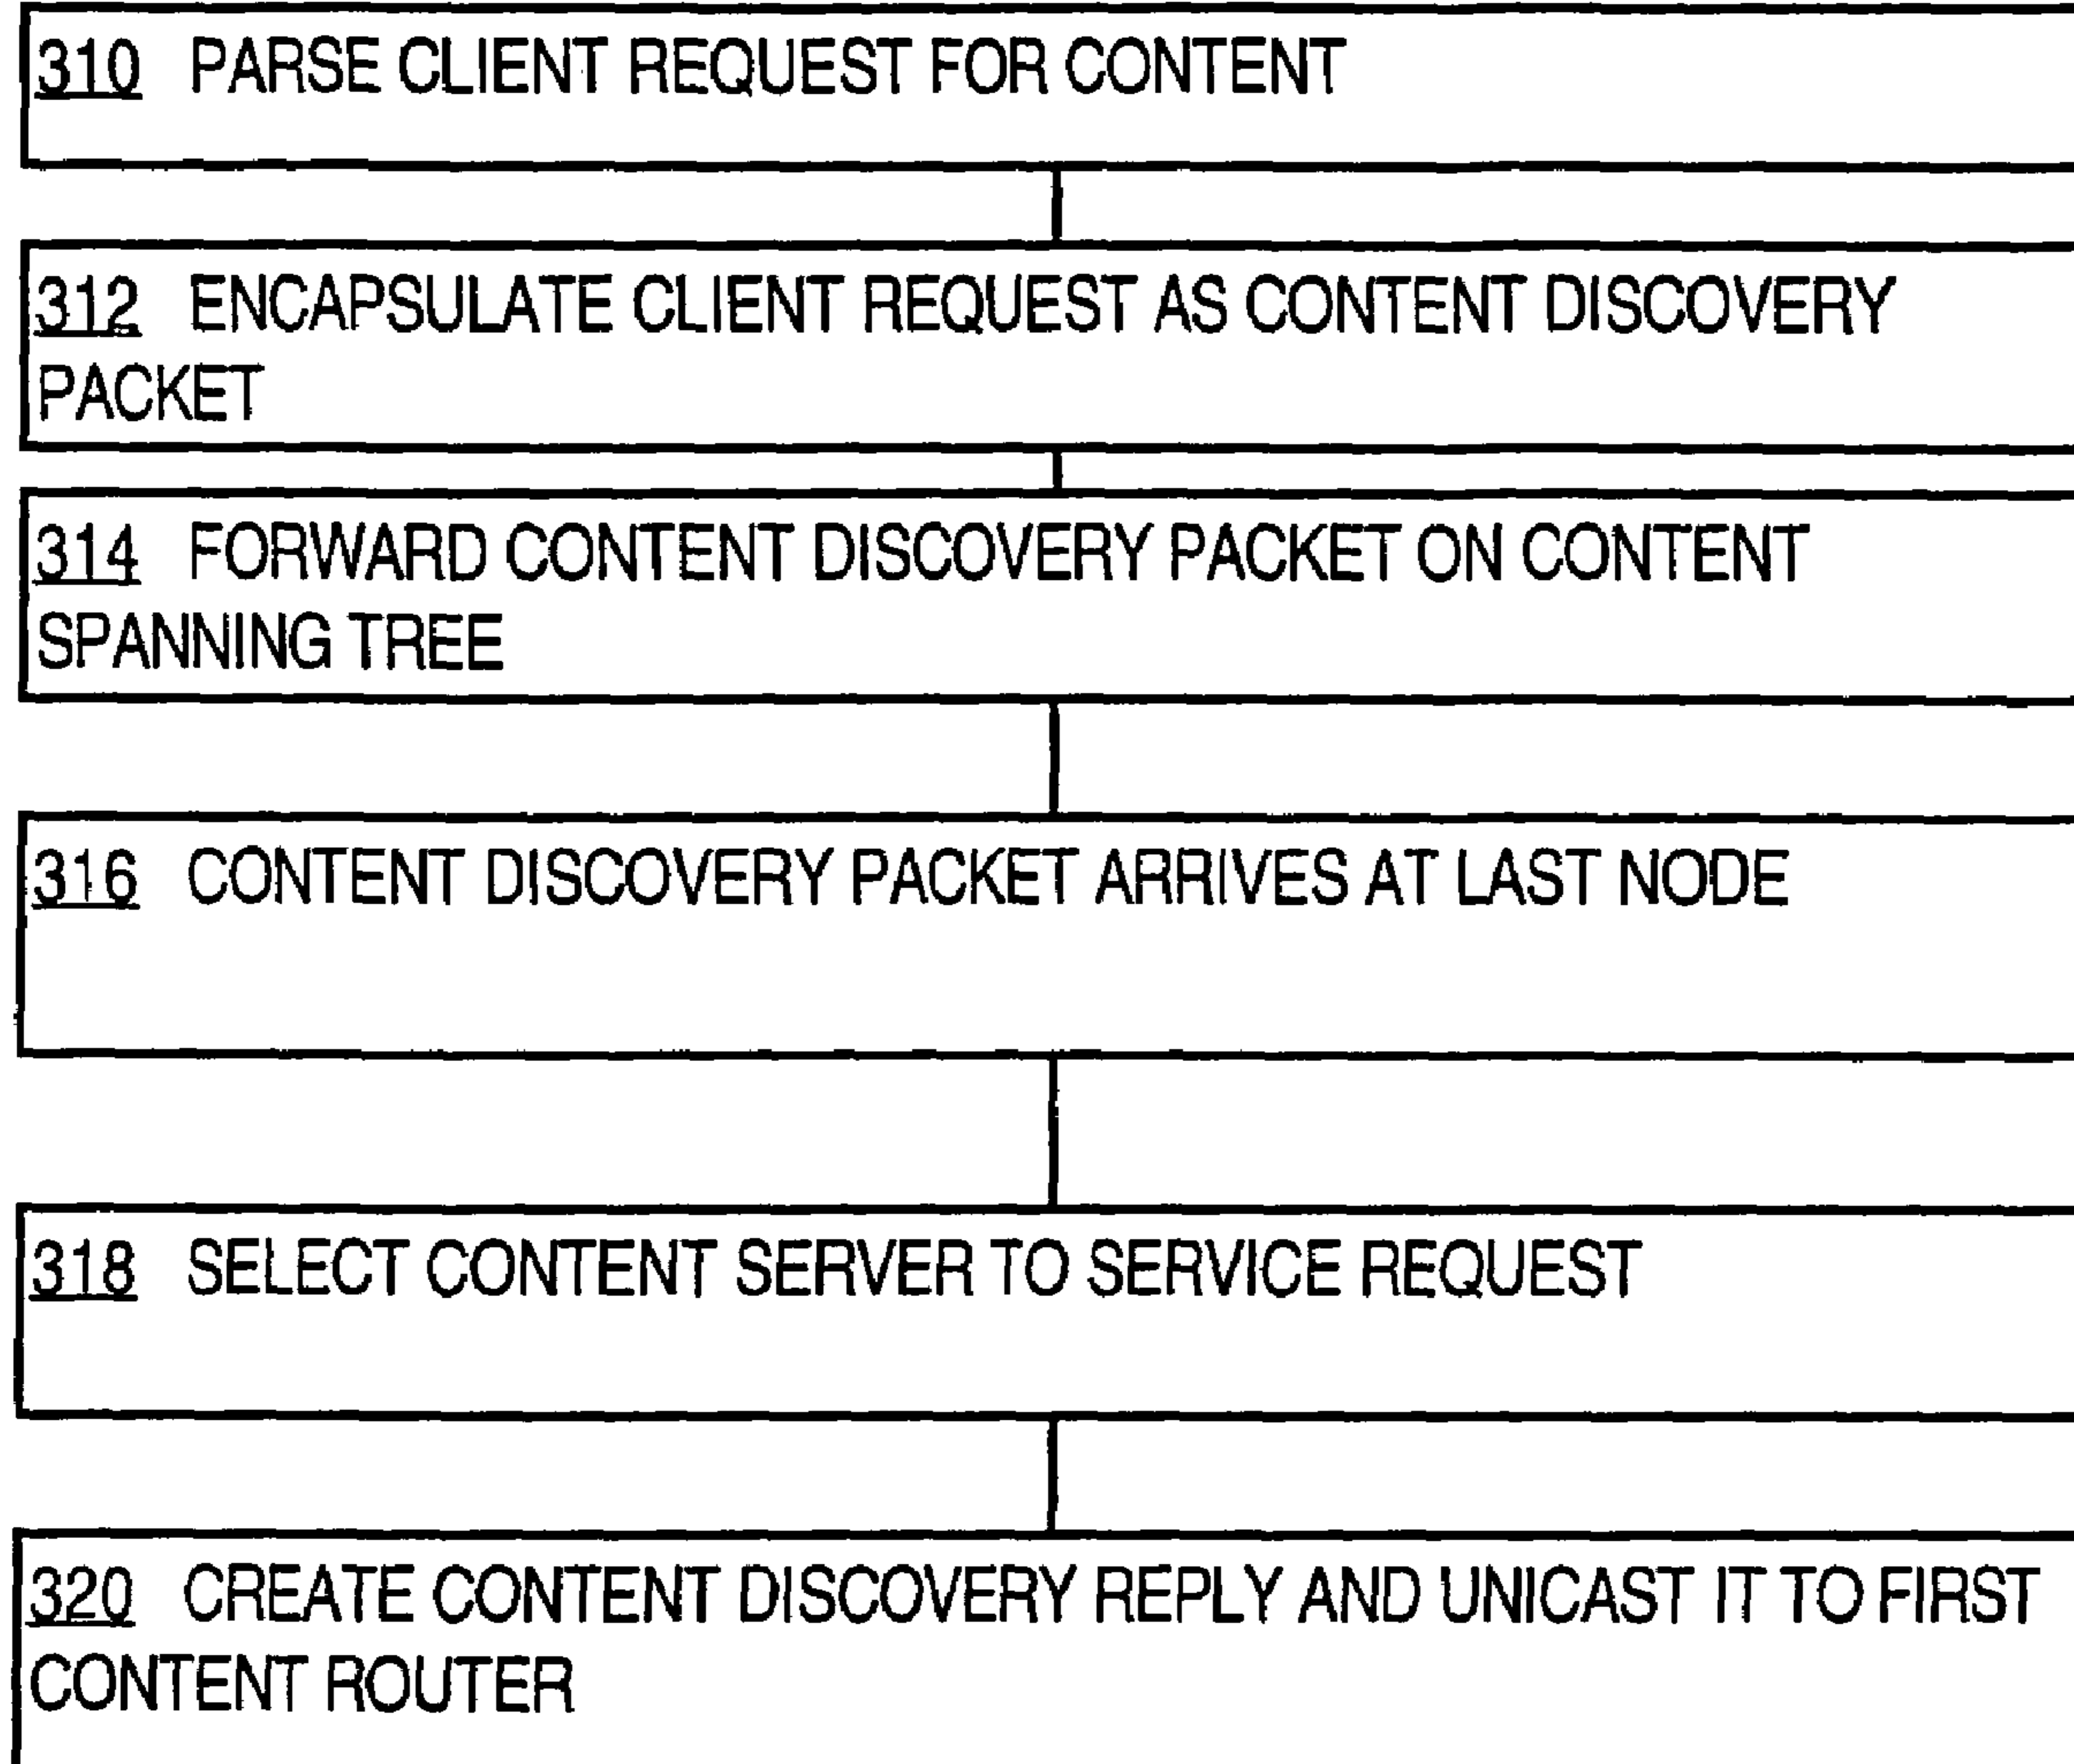 310 PARSE CLIENT REQUEST FOR CONTENT
312 ENCAPSULATE CLIENT REQUEST AS CONTENT DISCOVERY
PACKET
314 FORWARD CONTENT DISCOVERY PACKET ON CONTENT
SPANNING TREE
316 CONTENT DISCOVERY PACKET ARRIVES AT LAST NODE
318 SELECT CONTENT SERVER TO SERVICE REQUEST
320 CREATE CONTENT DISCOVERY REPLY AND UNICAST IT TO FIRST
CONTENT ROUTER